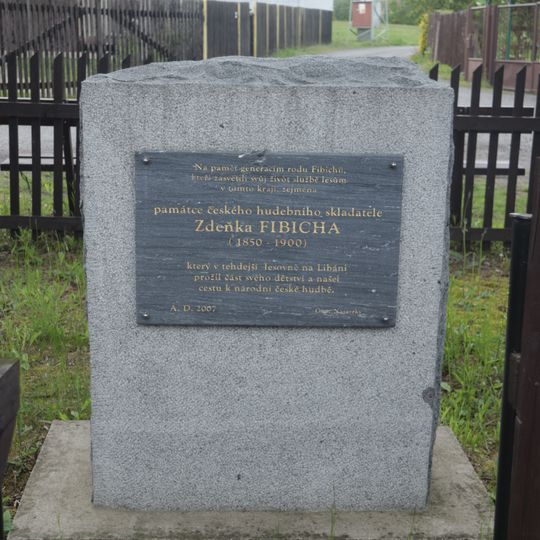 Na paměť generacím rodu Fibichů,
kteří zasvětili svůj život službě lesům
v tomto kraji, zejména
památce českého hudebního skladatele
Zdeňka FIBICHA
(1850 - 1900)
který v tehdejší lesovně na Libáni
prožil část svého dětství a našel
cestu k národní české hudbě.
A. D. 2007